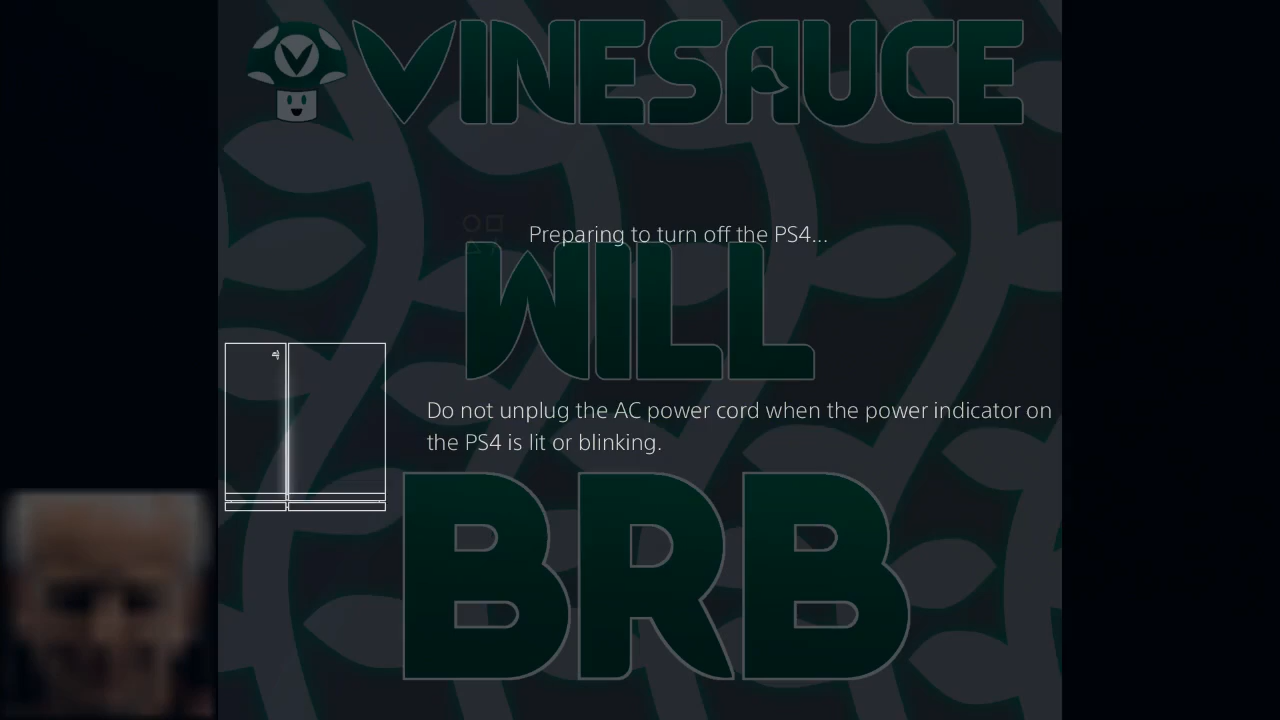 VINESAUCE
Preparing to turn off the PS4...
WILL
Do not unplug the AC power cord when the power indicator on
the PS4 is lit or blinking.
BRB